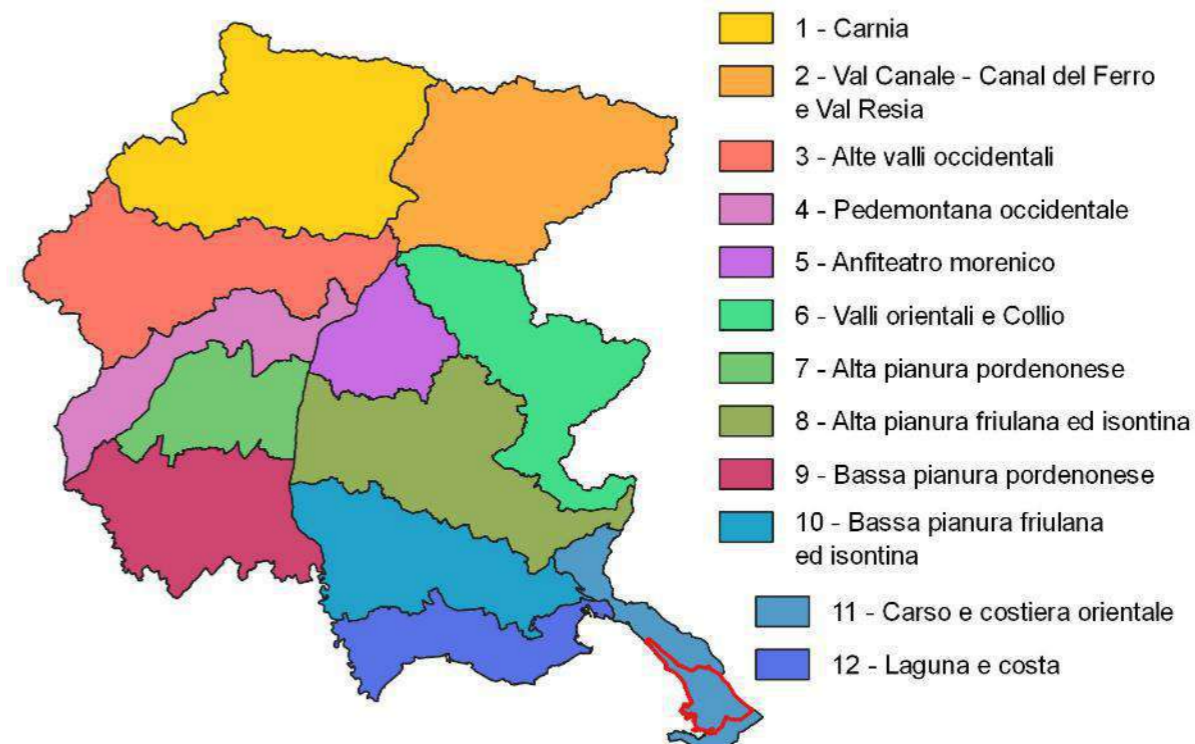 1 - Carnia
2 - Val Canale - Canal del Ferro
e Val Resia
3 - Alte valli occidentali
4 - Pedemontana occidentale
5 - Anfiteatro morenico
6 - Valli orientali e Collio
7 - Alta pianura pordenonese
8 - Alta pianura friulana ed isontina
9 - Bassa pianura pordenonese
10 - Bassa pianura friulana
ed isontina
11 - Carso e costiera orientale
12 - Laguna e costa